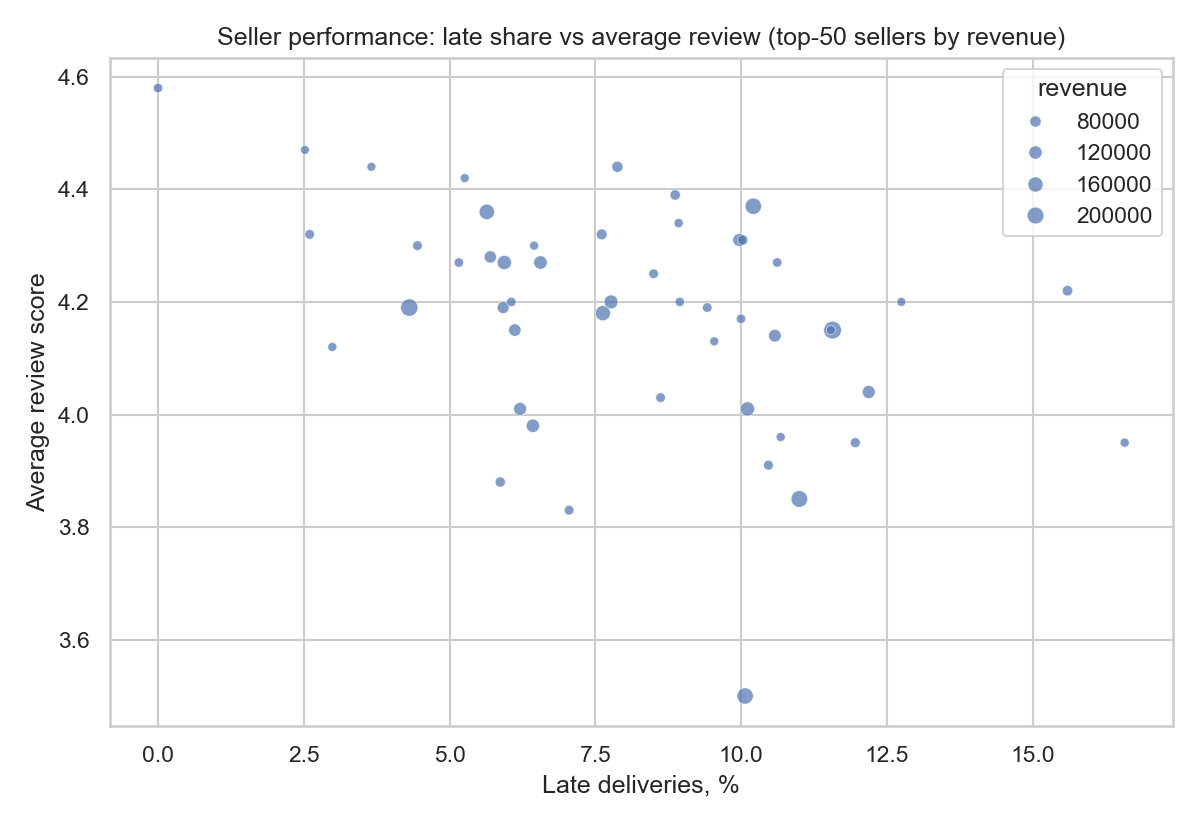 Seller performance: late share vs average review (top-50 sellers by revenue)
Average review score
4.6
4.4
4.2
4.0
3.8
3.6
revenue
80000
120000
160000
200000
0.0 2.5 5.0 7.5 10.0 12.5 15.0
Late deliveries, %